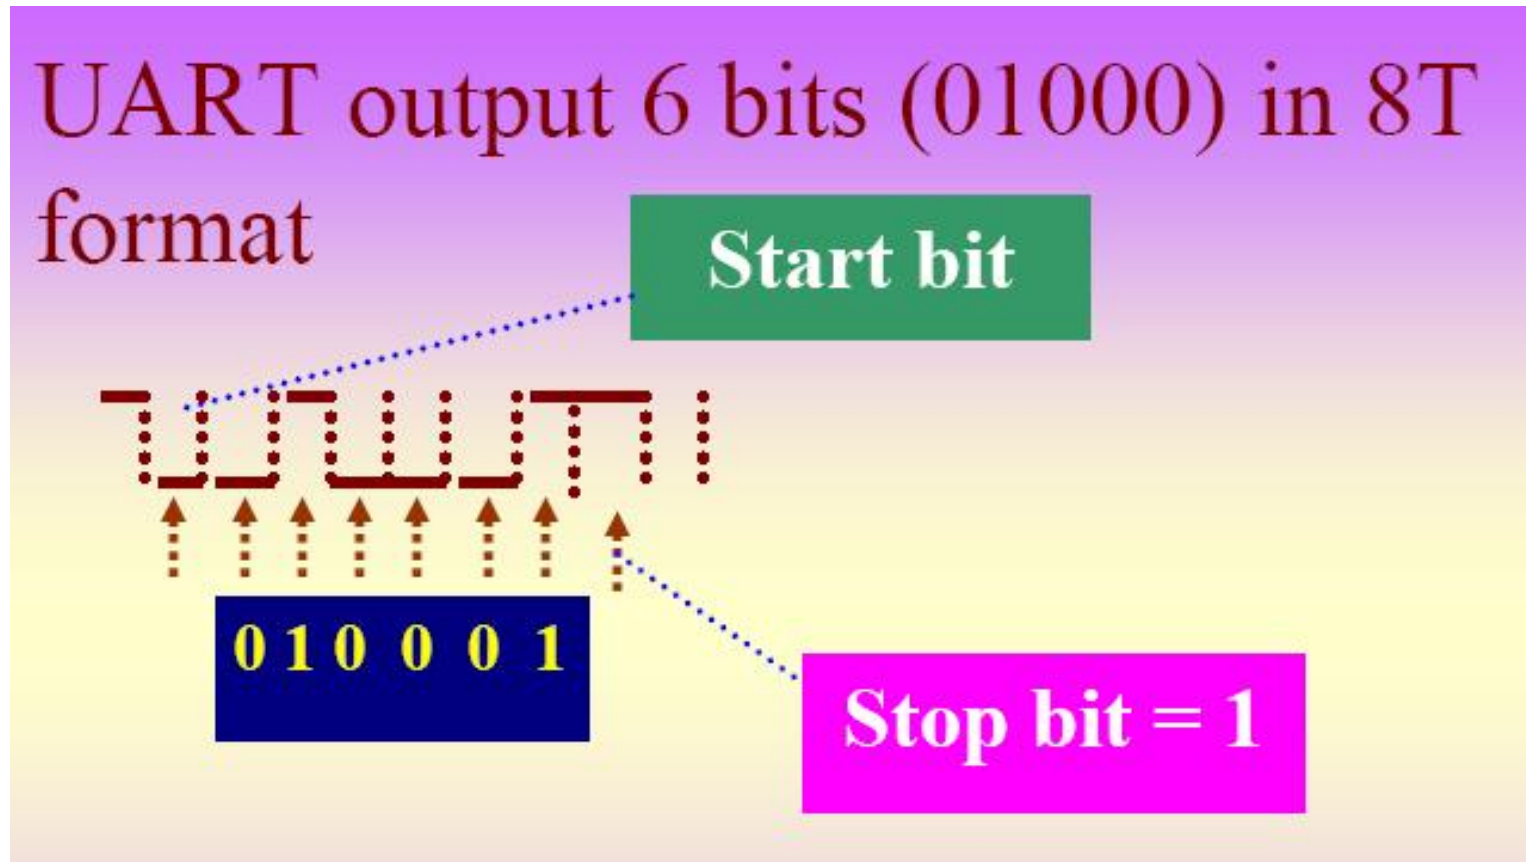 UART output 6 bits (01000) in 8T
format
Start bit
0 1 0 0 0 1
Stop bit = 1